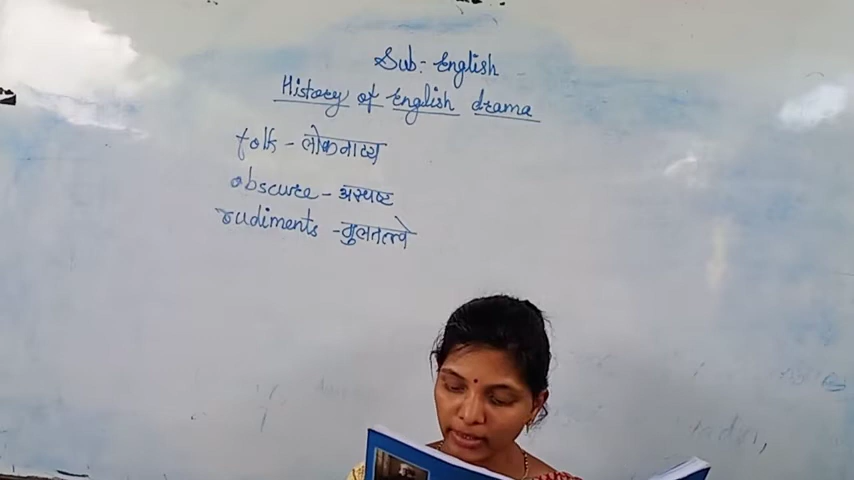 Sub: English
History of English drama
folk - लोकनाट्य
obscure - अस्पष्ट
rudiments - मुलतत्त्वे